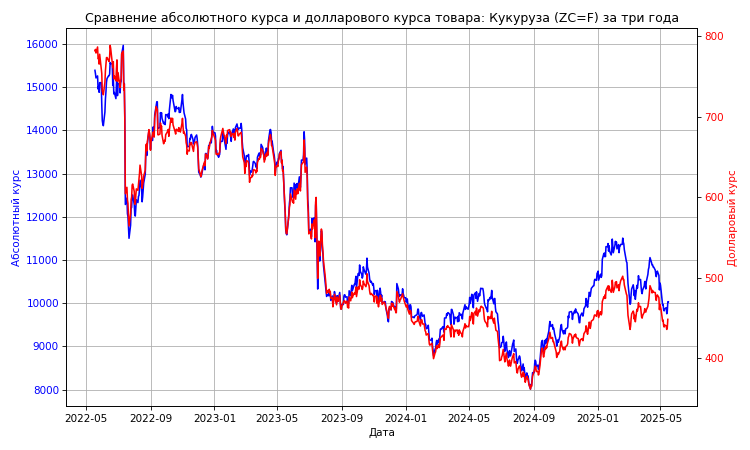 Сравнение абсолютного курса и долларового курса товара: Кукуруза (ZC=F) за три года
Абсолютный курс
16000
15000
14000
13000
12000
11000
10000
9000
8000
800
700
600
500
400
Долларовый курс
2022-05 2022-09 2023-01 2023-05 2023-09 2024-01 2024-05 2024-09 2025-01 2025-05
Дата